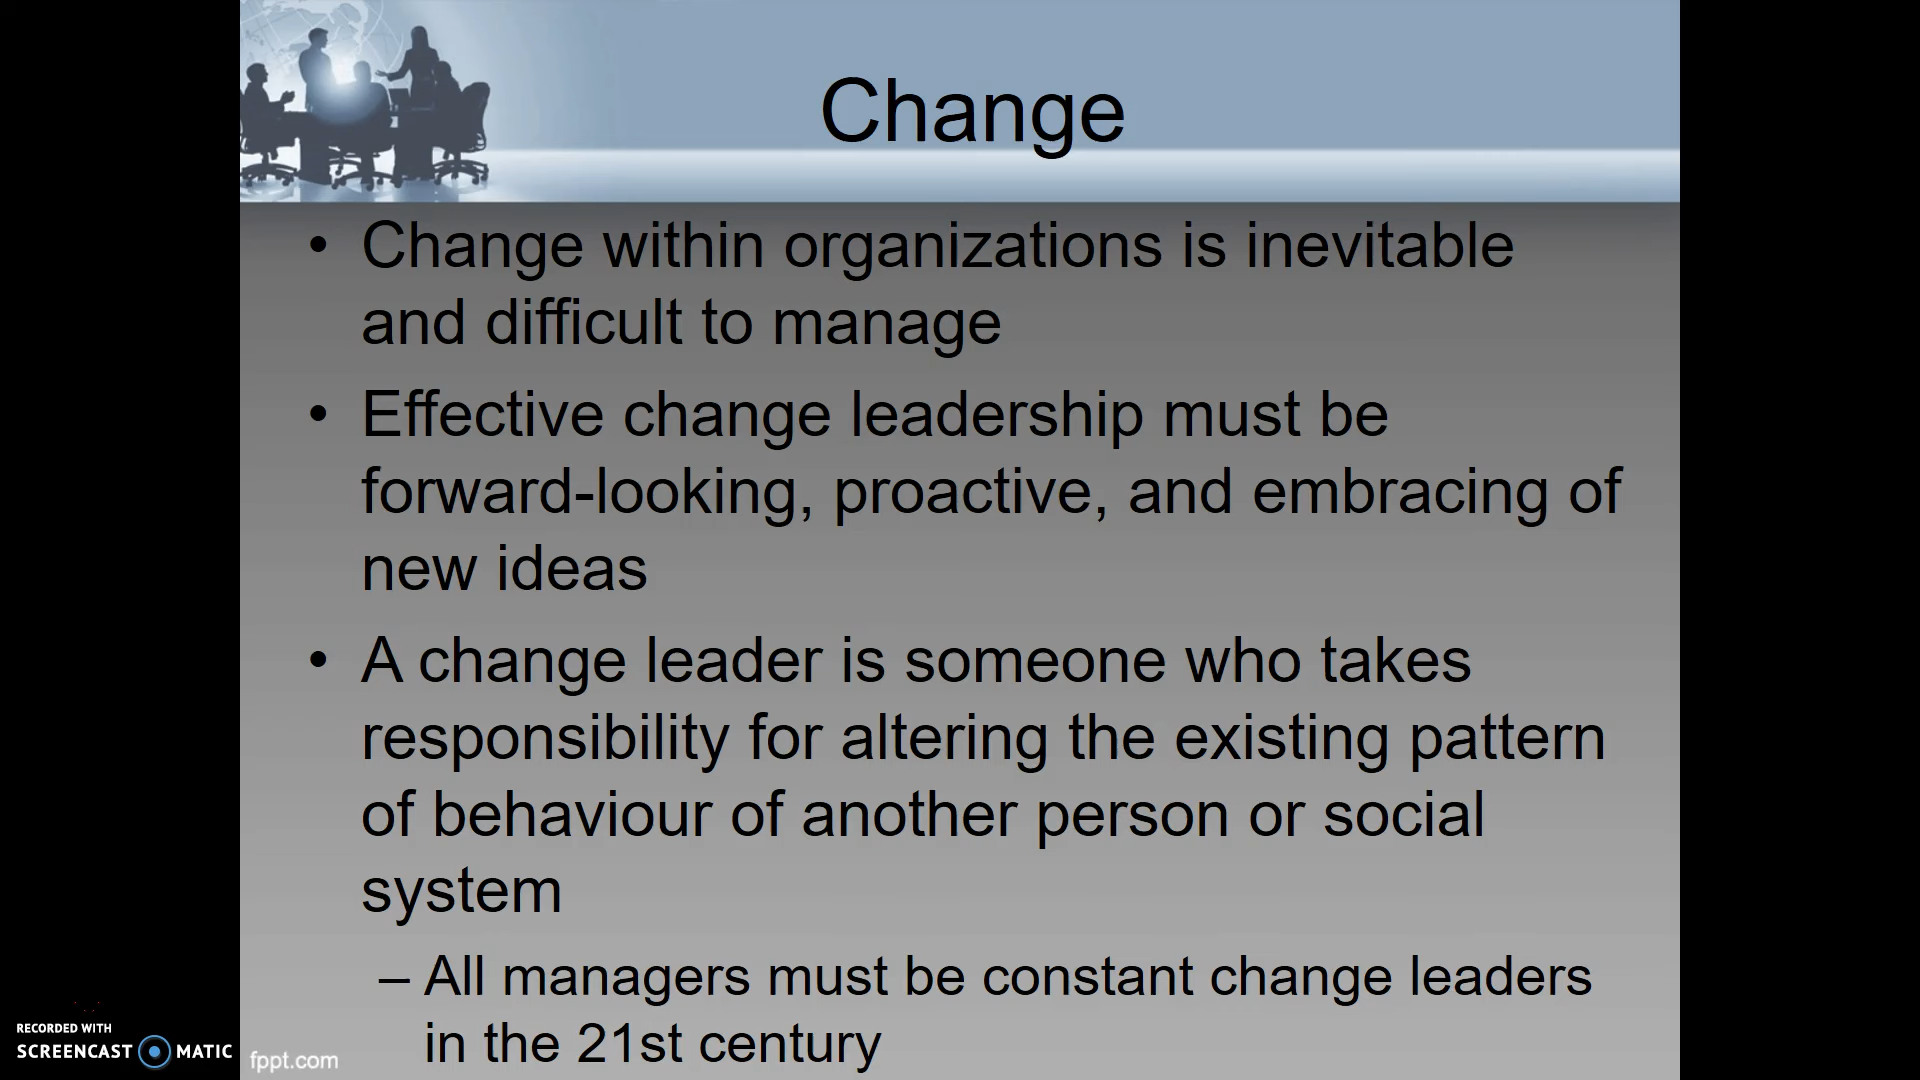 Change
• Change within organizations is inevitable
and difficult to manage
• Effective change leadership must be
forward-looking, proactive, and embracing of
new ideas
• A change leader is someone who takes
responsibility for altering the existing pattern
of behaviour of another person or social
system
– All managers must be constant change leaders
in the 21st century
RECORDED WITH
SCREENCAST MATIC
fppt.com